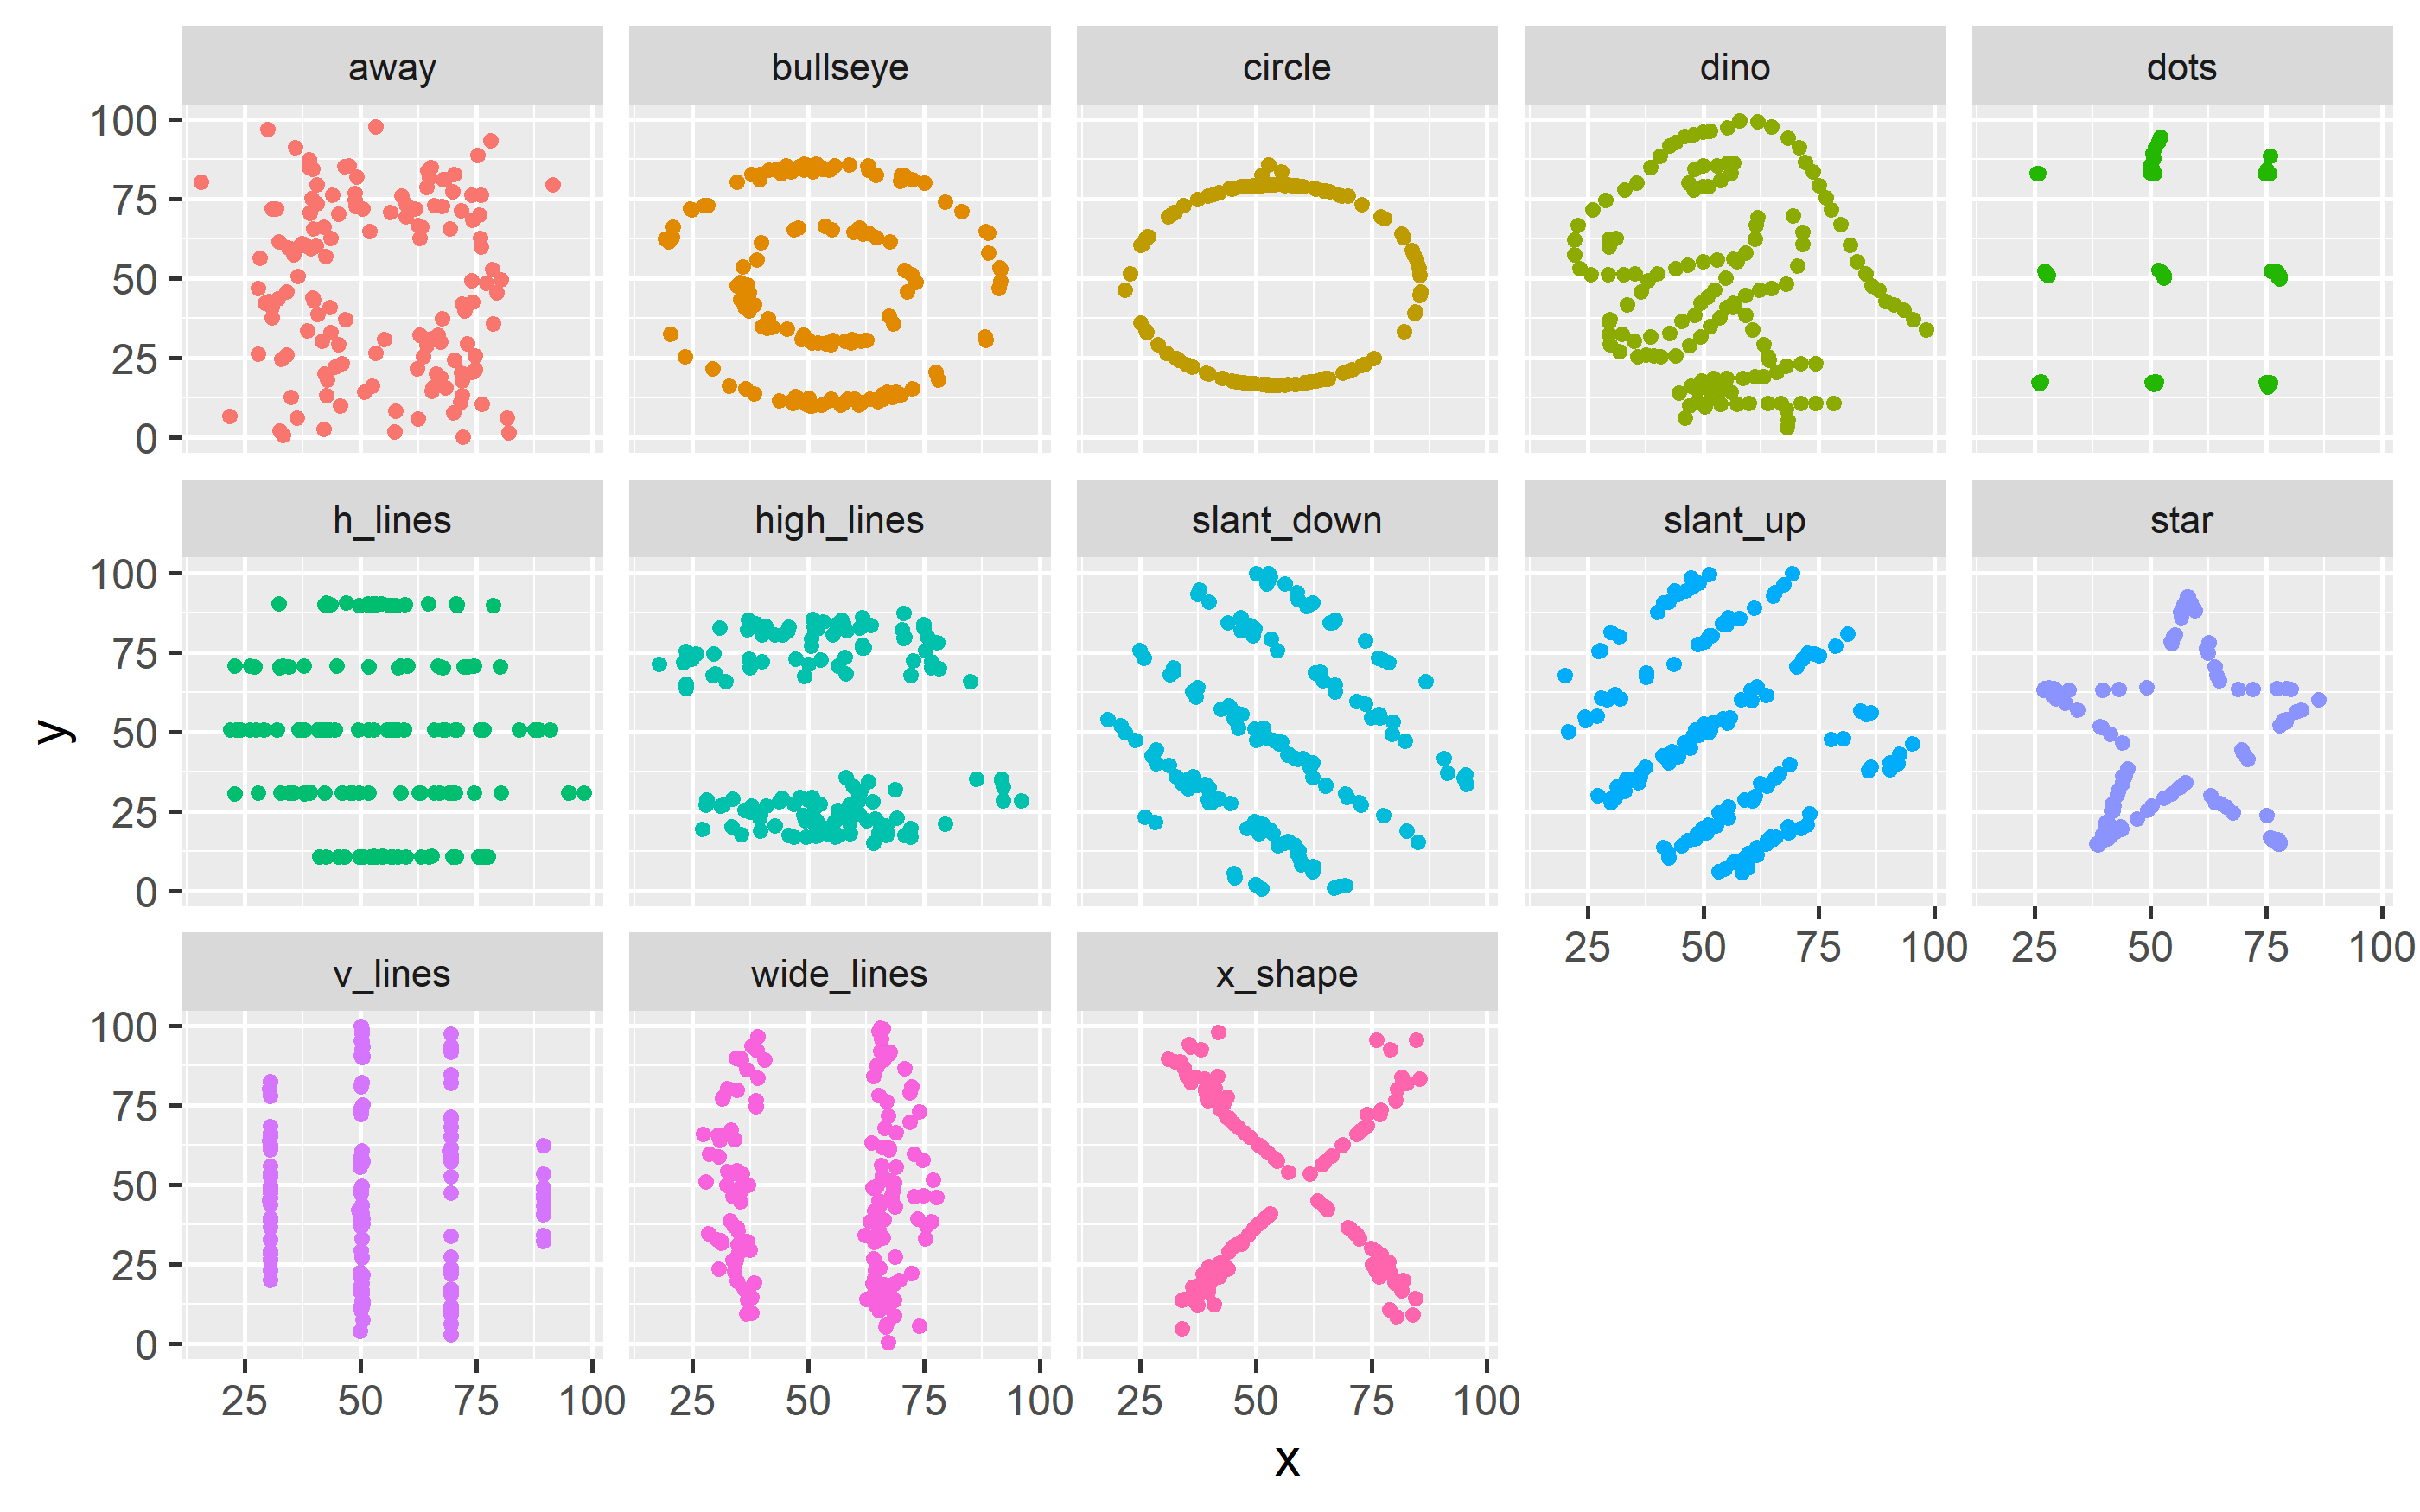 away bullseye circle dino dots
100
75
50
25
0
h_lines high_lines slant_down slant_up star
100
75
50
25
0
25 50 75 100 25 50 75 100
v_lines wide_lines x_shape
100
75
50
25
0
25 50 75 100 25 50 75 100 25 50 75 100
x
y